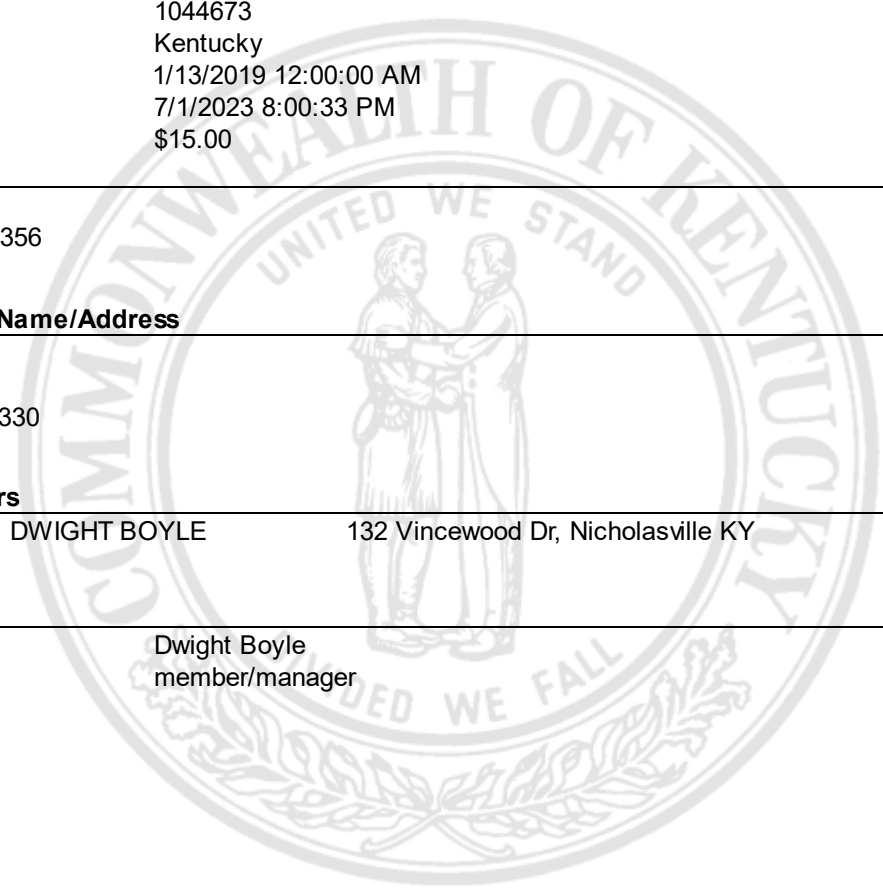 1044673
Kentucky
1/13/2019 12:00:00 AM
7/1/2023 8:00:33 PM
$15.00
356
Name/Address
330
rs
DWIGHT BOYLE 132 Vincewood Dr, Nicholasville KY
Dwight Boyle
member/manager
COMMONWEALTH OF KENTUCKY
UNITED WE STAND
DIVIDED WE FALL